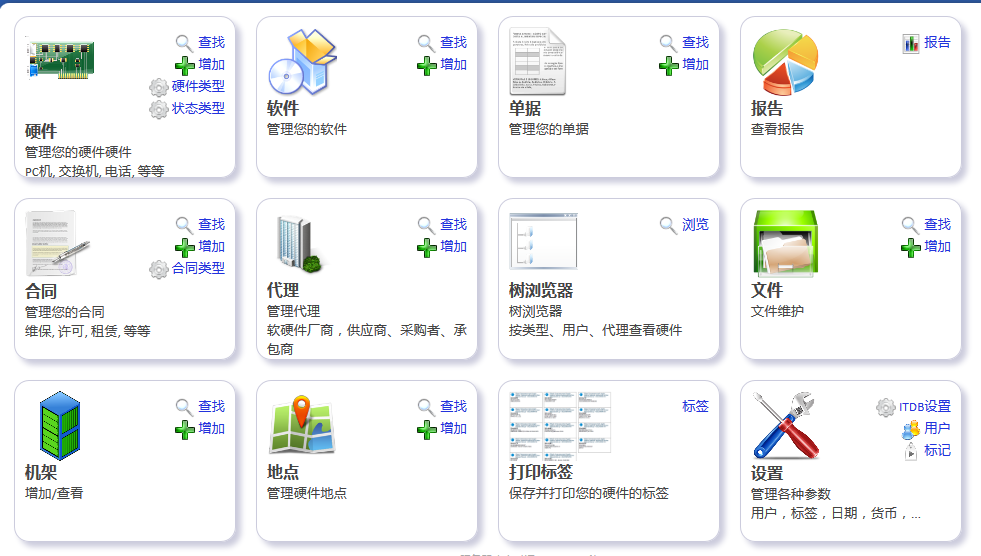 查找
增加
硬件类型
状态类型
硬件
管理您的硬件硬件
PC机, 交换机, 电话, 等等
查找
增加
软件
管理您的软件
查找
增加
单据
管理您的单据
报告
报告
查看报告
查找
增加
合同类型
合同
管理您的合同
维保, 许可, 租赁, 等等
查找
增加
代理
管理代理
软硬件厂商，供应商、采购者、承
包商
浏览
树浏览器
树浏览器
按类型、用户、代理查看硬件
查找
增加
文件
文件维护
查找
增加
机架
增加/查看
查找
增加
地点
管理硬件地点
标签
打印标签
保存并打印您的硬件的标签
ITDB设置
用户
标记
设置
管理各种参数
用户，标签，日期，货币，...